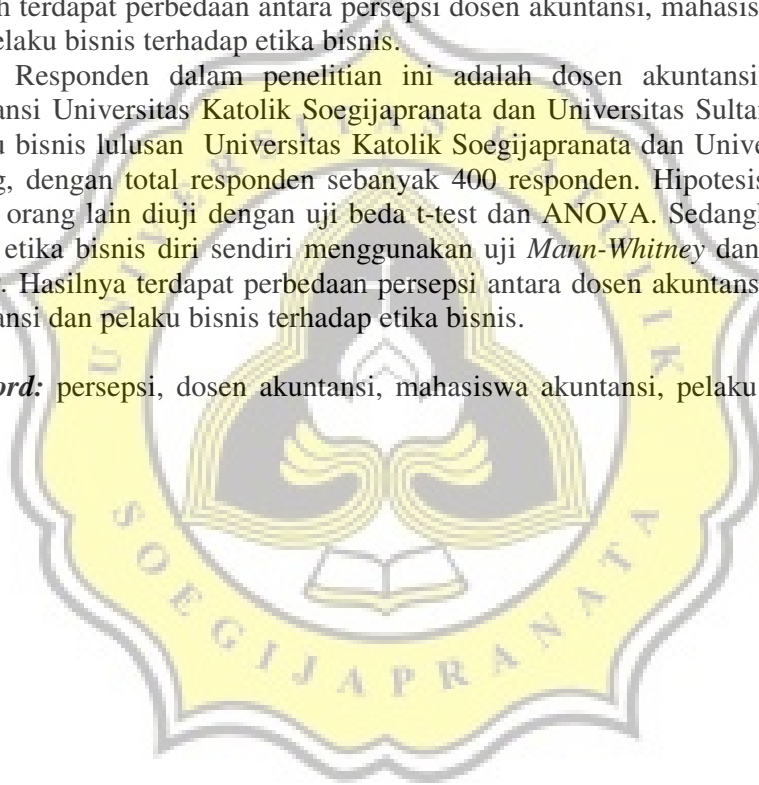 h terdapat perbedaan antara persepsi dosen akuntansi, mahasis
elaku bisnis terhadap etika bisnis.
Responden dalam penelitian ini adalah dosen akuntansi
ansi Universitas Katolik Soegijapranata dan Universitas Sultan
u bisnis lulusan Universitas Katolik Soegijapranata dan Unive
g, dengan total responden sebanyak 400 responden. Hipotesis
orang lain diuji dengan uji beda t-test dan ANOVA. Sedangk
etika bisnis diri sendiri menggunakan uji Mann-Whitney dan
. Hasilnya terdapat perbedaan persepsi antara dosen akuntans
ansi dan pelaku bisnis terhadap etika bisnis.
ord: persepsi, dosen akuntansi, mahasiswa akuntansi, pelaku
UNIVERSITAS KATOLIK
SOEGIJAPRANATA